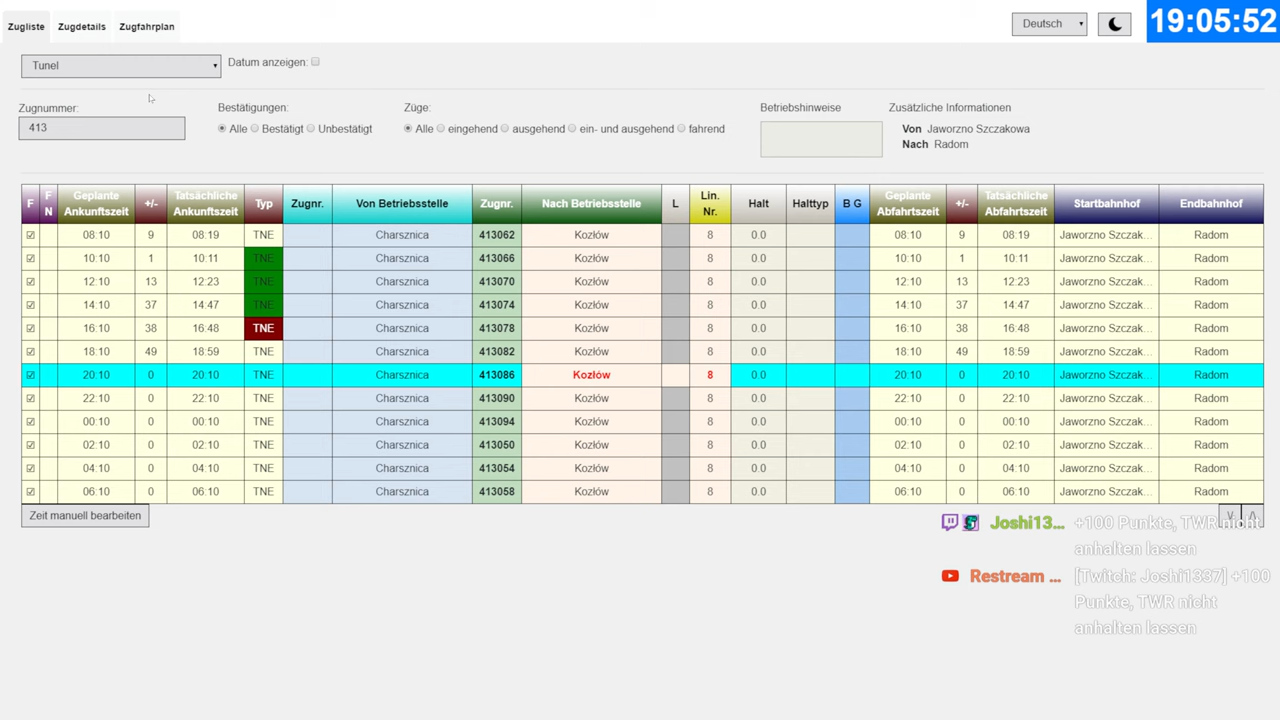 Zugliste Zugdetails Zugfahrplan Deutsch 19:05:52
Tunel Datum anzeigen:
Zugnummer: Bestätigungen: Züge: Betriebshinweise Zusätzliche Informationen
413 Alle Bestätigt Unbestätigt Alle eingehend ausgehend ein- und ausgehend fahrend Von Jaworzno Szczakowa
Nach Radom
F F N Geplante Ankunftszeit +/- Tatsächliche Ankunftszeit Typ Zugnr. Von Betriebsstelle Zugnr. Nach Betriebsstelle L Lin. Nr. Halt Halttyp B G Geplante Abfahrtszeit +/- Tatsächliche Abfahrtszeit Startbahnhof Endbahnhof
08:10 9 08:19 TNE Charsznica 413062 Kozłów 8 0.0 08:10 9 08:19 Jaworzno Szczak... Radom
10:10 1 10:11 TNE Charsznica 413066 Kozłów 8 0.0 10:10 1 10:11 Jaworzno Szczak... Radom
12:10 13 12:23 TNE Charsznica 413070 Kozłów 8 0.0 12:10 13 12:23 Jaworzno Szczak... Radom
14:10 37 14:47 TNE Charsznica 413074 Kozłów 8 0.0 14:10 37 14:47 Jaworzno Szczak... Radom
16:10 38 16:48 TNE Charsznica 413078 Kozłów 8 0.0 16:10 38 16:48 Jaworzno Szczak... Radom
18:10 49 18:59 TNE Charsznica 413082 Kozłów 8 0.0 18:10 49 18:59 Jaworzno Szczak... Radom
20:10 0 20:10 TNE Charsznica 413086 Kozłów 8 0.0 20:10 0 20:10 Jaworzno Szczak... Radom
22:10 0 22:10 TNE Charsznica 413090 Kozłów 8 0.0 22:10 0 22:10 Jaworzno Szczak... Radom
00:10 0 00:10 TNE Charsznica 413094 Kozłów 8 0.0 00:10 0 00:10 Jaworzno Szczak... Radom
02:10 0 02:10 TNE Charsznica 413050 Kozłów 8 0.0 02:10 0 02:10 Jaworzno Szczak... Radom
04:10 0 04:10 TNE Charsznica 413054 Kozłów 8 0.0 04:10 0 04:10 Jaworzno Szczak... Radom
06:10 0 06:10 TNE Charsznica 413058 Kozłów 8 0.0 06:10 0 06:10 Jaworzno Szczak... Radom
Zeit manuell bearbeiten
Joshi13... +100 Punkte, TWR nicht
anhalten lassen
Restream ... [Twitch: Joshi1337] +100
Punkte, TWR nicht
anhalten lassen